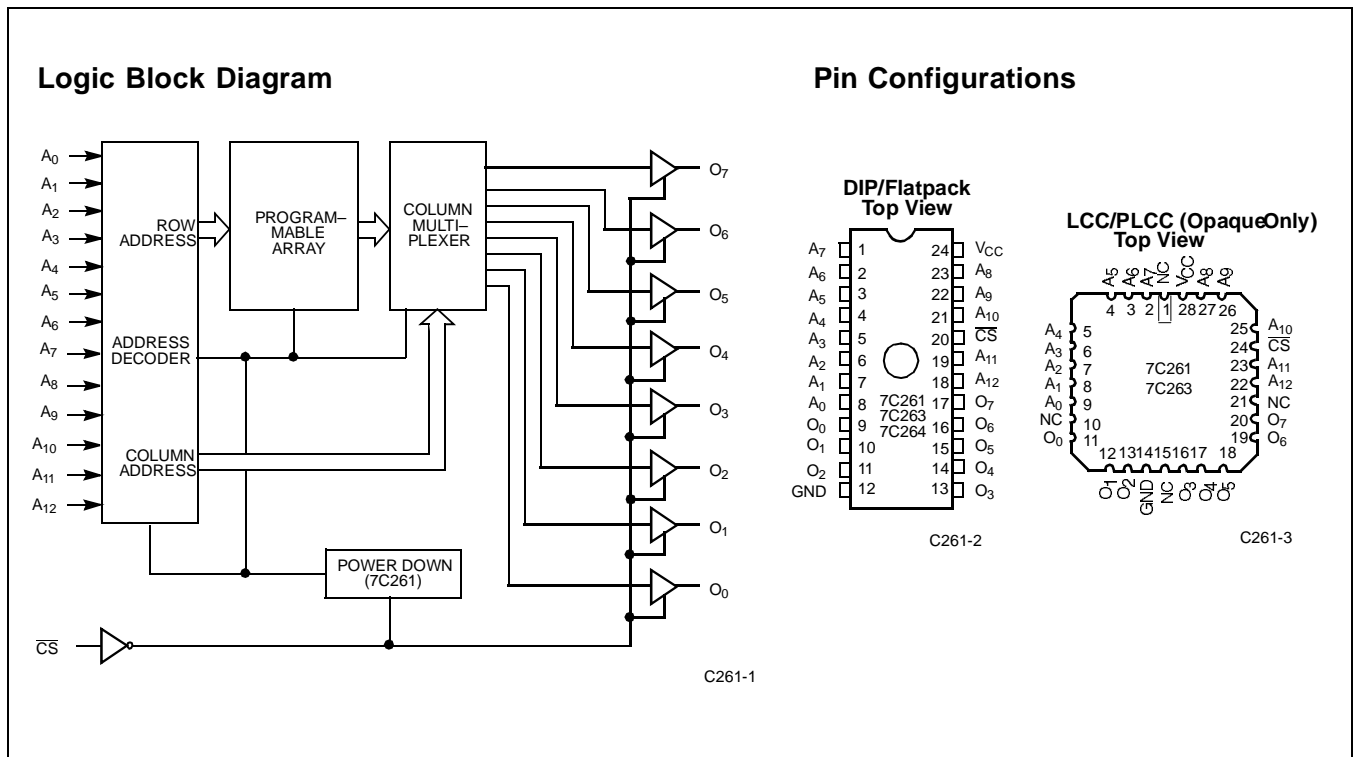 Logic Block Diagram
A0
A1
A2
A3
A4
A5
A6
A7
A8
A9
A10
A11
A12
ROW
ADDRESS
ADDRESS
DECODER
COLUMN
ADDRESS
PROGRAM–
MABLE
ARRAY
COLUMN
MULTI–
PLEXER
POWER DOWN
(7C261)
CS
O7
O6
O5
O4
O3
O2
O1
O0
C261-1
Pin Configurations
DIP/Flatpack
Top View
A7 1 24 VCC
A6 2 23 A8
A5 3 22 A9
A4 4 21 A10
A3 5 20 CS
A2 6 19 A11
A1 7 18 A12
A0 8 7C261 17 O7
O0 9 7C263 16 O6
7C264
O1 10 15 O5
O2 11 14 O4
GND 12 13 O3
C261-2
LCC/PLCC (Opaque Only)
Top View
A5 A6 A7 NC VCC A8 A9
4 3 2 1 28 27 26
A4 5 25 A10
A3 6 24 CS
A2 7 7C261 23 A11
A1 8 7C263 22 A12
A0 9 21 NC
NC 10 20 O7
O0 11 19 O6
12 13 14 15 16 17 18
O1 O2 GND NC O3 O4 O5
C261-3